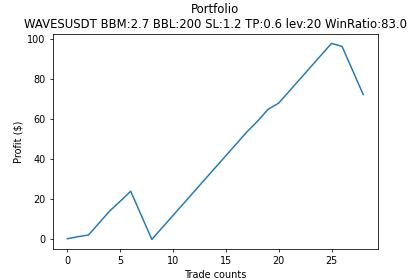 Portfolio
WAVESUSDT BBM:2.7 BBL:200 SL:1.2 TP:0.6 lev:20 WinRatio:83.0
100
80
60
40
20
0
Profit ($)
0 5 10 15 20 25
Trade counts